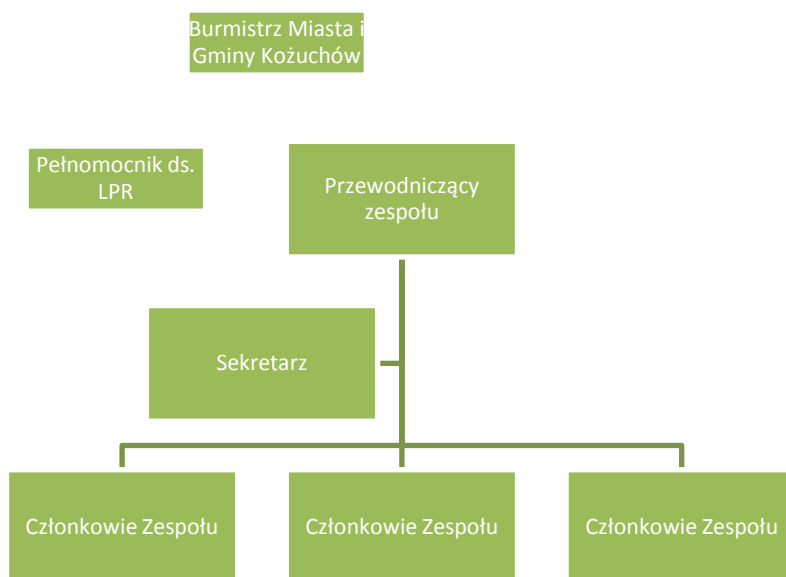 Burmistrz Miasta i
Gminy Kożuchów
Pełnomocnik ds.
LPR
Przewodniczący
zespołu
Sekretarz
Członkowie Zespołu
Członkowie Zespołu
Członkowie Zespołu